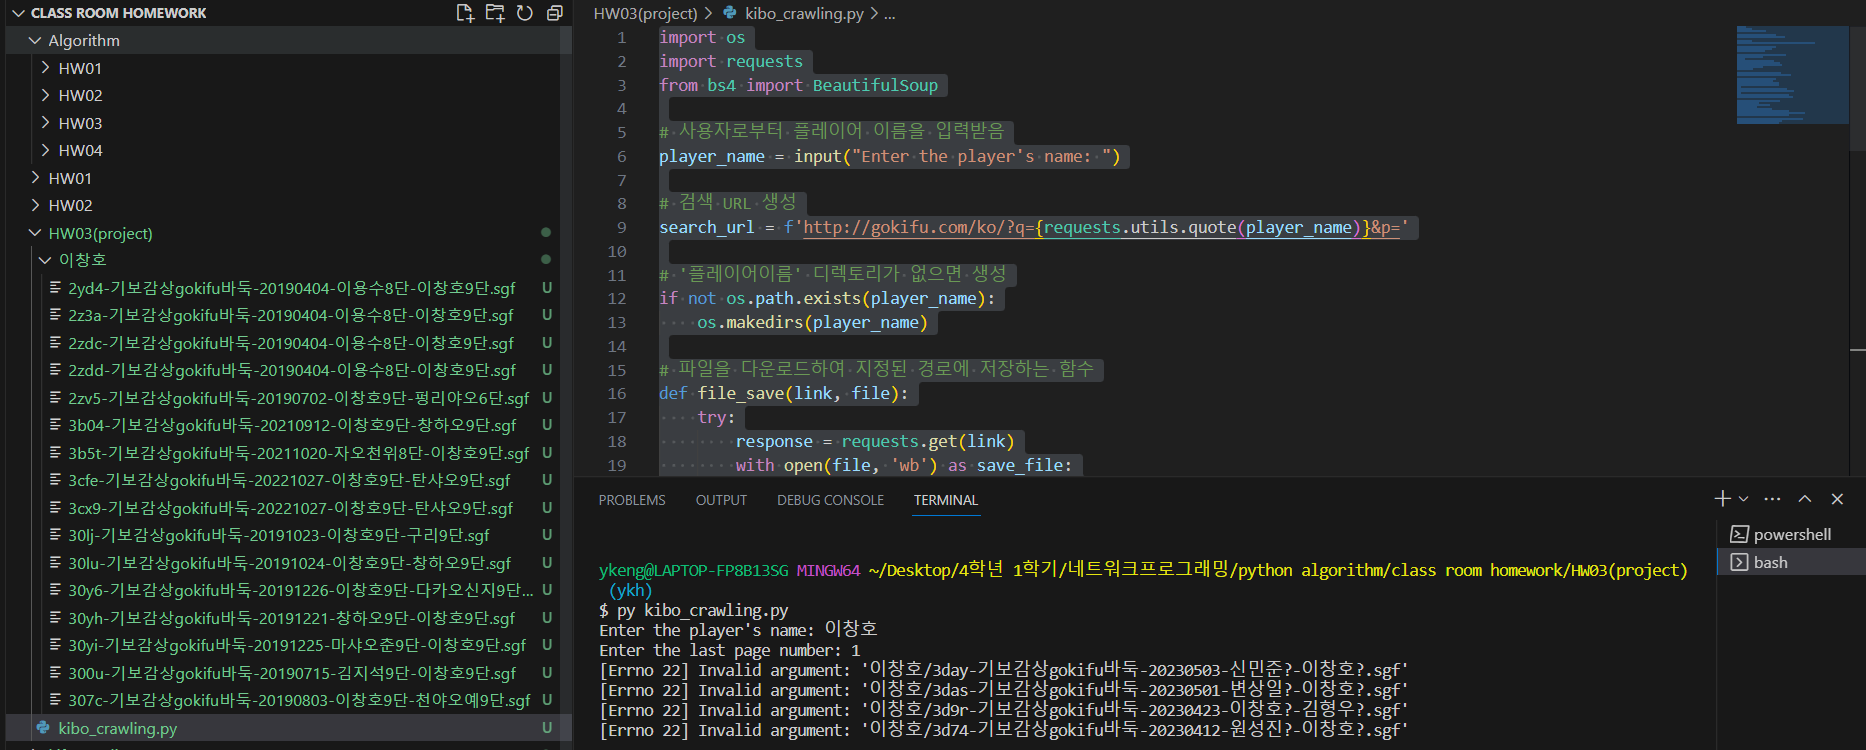 CLASS ROOM HOMEWORK
Algorithm
HW01
HW02
HW03
HW04
HW01
HW02
HW03(project)
이창호
2yd4-기보감상gokifu바둑-20190404-이용수8단-이창호9단.sgf U
2z3a-기보감상gokifu바둑-20190404-이용수8단-이창호9단.sgf U
2zdc-기보감상gokifu바둑-20190404-이용수8단-이창호9단.sgf U
2zdd-기보감상gokifu바둑-20190404-이용수8단-이창호9단.sgf U
2zv5-기보감상gokifu바둑-20190702-이창호9단-펑리야오6단.sgf U
3b04-기보감상gokifu바둑-20210912-이창호9단-창하오9단.sgf U
3b5t-기보감상gokifu바둑-20211020-자오천위8단-이창호9단.sgf U
3cfe-기보감상gokifu바둑-20221027-이창호9단-탄샤오9단.sgf U
3cx9-기보감상gokifu바둑-20221027-이창호9단-탄샤오9단.sgf U
30lj-기보감상gokifu바둑-20191023-이창호9단-구리9단.sgf U
30lu-기보감상gokifu바둑-20191024-이창호9단-창하오9단.sgf U
30y6-기보감상gokifu바둑-20191226-이창호9단-다카오신지9단... U
30yh-기보감상gokifu바둑-20191221-창하오9단-이창호9단.sgf U
30yi-기보감상gokifu바둑-20191225-마샤오춘9단-이창호9단.sgf U
300u-기보감상gokifu바둑-20190715-김지석9단-이창호9단.sgf U
307c-기보감상gokifu바둑-20190803-이창호9단-천야오예9단.sgf U
kibo_crawling.py U
HW03(project) > kibo_crawling.py > ...
1 import os
2 import requests
3 from bs4 import BeautifulSoup
4
5 # 사용자로부터 플레이어 이름을 입력받음
6 player_name = input("Enter the player's name: ")
7
8 # 검색 URL 생성
9 search_url = f'http://gokifu.com/ko/?q={requests.utils.quote(player_name)}&p='
10
11 # '플레이어이름' 디렉토리가 없으면 생성
12 if not os.path.exists(player_name):
13 os.makedirs(player_name)
14
15 # 파일을 다운로드하여 지정된 경로에 저장하는 함수
16 def file_save(link, file):
17 try:
18 response = requests.get(link)
19 with open(file, 'wb') as save_file:
PROBLEMS OUTPUT DEBUG CONSOLE TERMINAL
powershell
bash
ykeng@LAPTOP-FP8B13SG MINGW64 ~/Desktop/4학년 1학기/네트워크프로그래밍/python algorithm/class room homework/HW03(project)
(ykh)
$ py kibo_crawling.py
Enter the player's name: 이창호
Enter the last page number: 1
[Errno 22] Invalid argument: '이창호/3day-기보감상gokifu바둑-20230503-신민준?-이창호?.sgf'
[Errno 22] Invalid argument: '이창호/3das-기보감상gokifu바둑-20230501-변상일?-이창호?.sgf'
[Errno 22] Invalid argument: '이창호/3d9r-기보감상gokifu바둑-20230423-이창호?-김형우?.sgf'
[Errno 22] Invalid argument: '이창호/3d74-기보감상gokifu바둑-20230412-원성진?-이창호?.sgf'